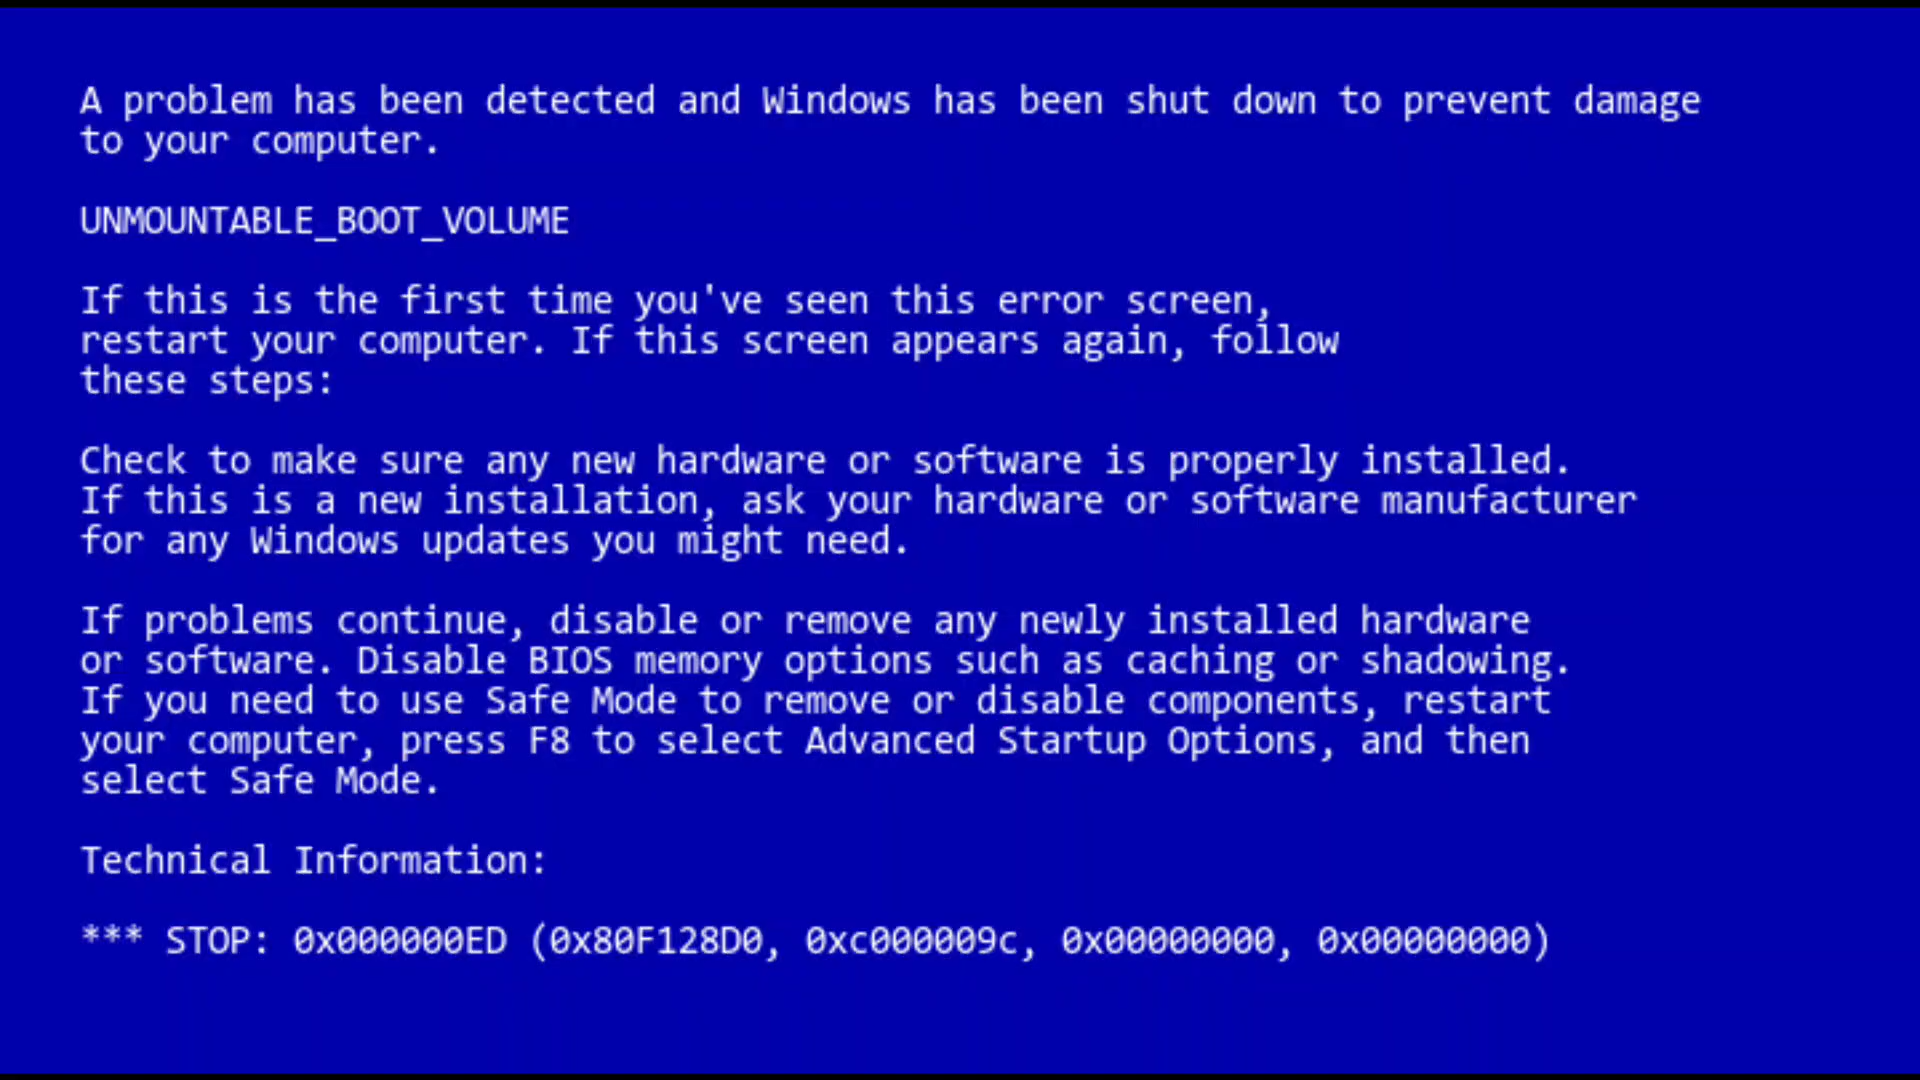 A problem has been detected and Windows has been shut down to prevent damage
to your computer.
UNMOUNTABLE_BOOT_VOLUME
If this is the first time you've seen this error screen,
restart your computer. If this screen appears again, follow
these steps:
Check to make sure any new hardware or software is properly installed.
If this is a new installation, ask your hardware or software manufacturer
for any Windows updates you might need.
If problems continue, disable or remove any newly installed hardware
or software. Disable BIOS memory options such as caching or shadowing.
If you need to use Safe Mode to remove or disable components, restart
your computer, press F8 to select Advanced Startup Options, and then
select Safe Mode.
Technical Information:
*** STOP: 0x000000ED (0x80F128D0, 0xc000009c, 0x00000000, 0x00000000)